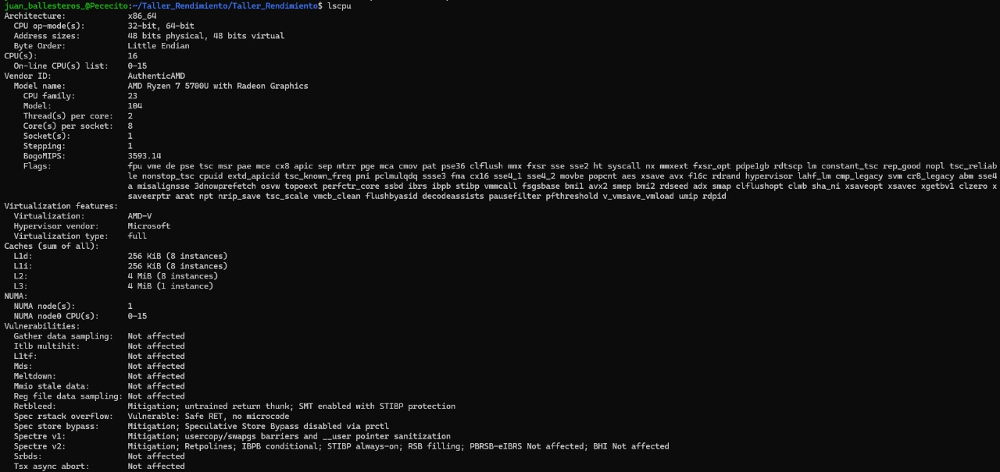 juan_ballesteros_@Pececito:~/Taller_Rendimiento/Taller_Rendimiento$ lscpu
Architecture: x86_64
CPU op-mode(s): 32-bit, 64-bit
Address sizes: 48 bits physical, 48 bits virtual
Byte Order: Little Endian
CPU(s): 16
On-line CPU(s) list: 0-15
Vendor ID: AuthenticAMD
Model name: AMD Ryzen 7 5700U with Radeon Graphics
CPU family: 23
Model: 104
Thread(s) per core: 2
Core(s) per socket: 8
Socket(s): 1
Stepping: 1
BogoMIPS: 3593.14
Flags: fpu vme de pse tsc msr pae mce cx8 apic sep mtrr pge mca cmov pat pse36 clflush mmx fxsr sse sse2 ht syscall nx mmxext fxsr_opt pdpe1gb rdtscp lm constant_tsc rep_good nopl tsc_reliab
le nonstop_tsc cpuid extd_apicid tsc_known_freq pni pclmulqdq ssse3 fma cx16 sse4_1 sse4_2 movbe popcnt aes xsave avx f16c rdrand hypervisor lahf_lm cmp_legacy svm cr8_legacy abm sse4
a misalignsse 3dnowprefetch osvw topoext perfctr_core ssbd ibrs ibpb stibp vmmcall fsgsbase bmi1 avx2 smep bmi2 rdseed adx smap clflushopt clwb sha_ni xsaveopt xsavec xgetbv1 clzero x
saveerptr arat npt nrip_save tsc_scale vmcb_clean flushbyasid decodeassists pausefilter pfthreshold v_vmsave_vmload umip rdpid
Virtualization features:
Virtualization: AMD-V
Hypervisor vendor: Microsoft
Virtualization type: full
Caches (sum of all):
L1d: 256 KiB (8 instances)
L1i: 256 KiB (8 instances)
L2: 4 MiB (8 instances)
L3: 4 MiB (1 instance)
NUMA:
NUMA node(s): 1
NUMA node0 CPU(s): 0-15
Vulnerabilities:
Gather data sampling: Not affected
Itlb multihit: Not affected
L1tf: Not affected
Mds: Not affected
Meltdown: Not affected
Mmio stale data: Not affected
Reg file data sampling: Not affected
Retbleed: Mitigation; untrained return thunk; SMT enabled with STIBP protection
Spec rstack overflow: Vulnerable: Safe RET, no microcode
Spec store bypass: Mitigation; Speculative Store Bypass disabled via prctl
Spectre v1: Mitigation; usercopy/swapgs barriers and __user pointer sanitization
Spectre v2: Mitigation; Retpolines; IBPB conditional; STIBP always-on; RSB filling; PBRSB-eIBRS Not affected; BHI Not affected
Srbds: Not affected
Tsx async abort: Not affected